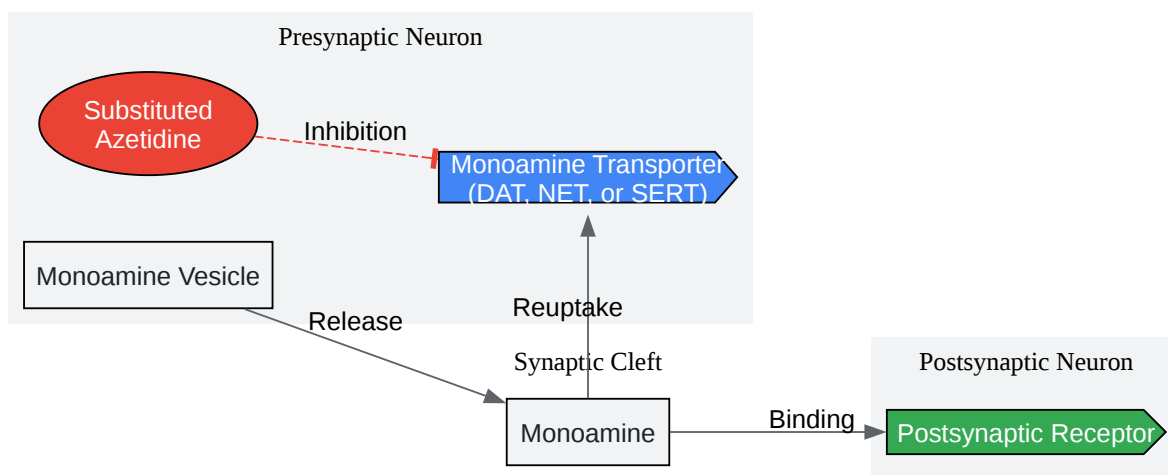 Presynaptic Neuron
Substituted
Azetidine
Inhibition
Monoamine Transporter
(DAT, NET, or SERT)
Monoamine Vesicle
Release
Reuptake
Synaptic Cleft
Postsynaptic Neuron
Monoamine
Binding
Postsynaptic Receptor